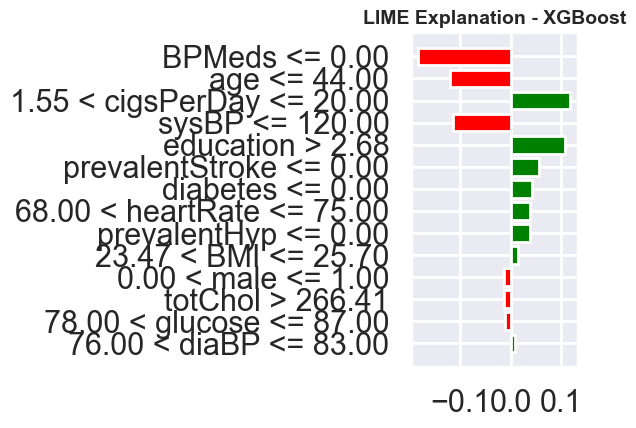 LIME Explanation - XGBoost
BPMeds <= 0.00
age <= 44.00
1.55 < cigsPerDay <= 20.00
sysBP <= 120.00
education > 2.68
prevalentStroke <= 0.00
diabetes <= 0.00
68.00 < heartRate <= 75.00
prevalentHyp <= 0.00
23.47 < BMI <= 25.70
0.00 < male <= 1.00
totChol > 266.41
78.00 < glucose <= 87.00
76.00 < diaBP <= 83.00
−0.1 0.0 0.1